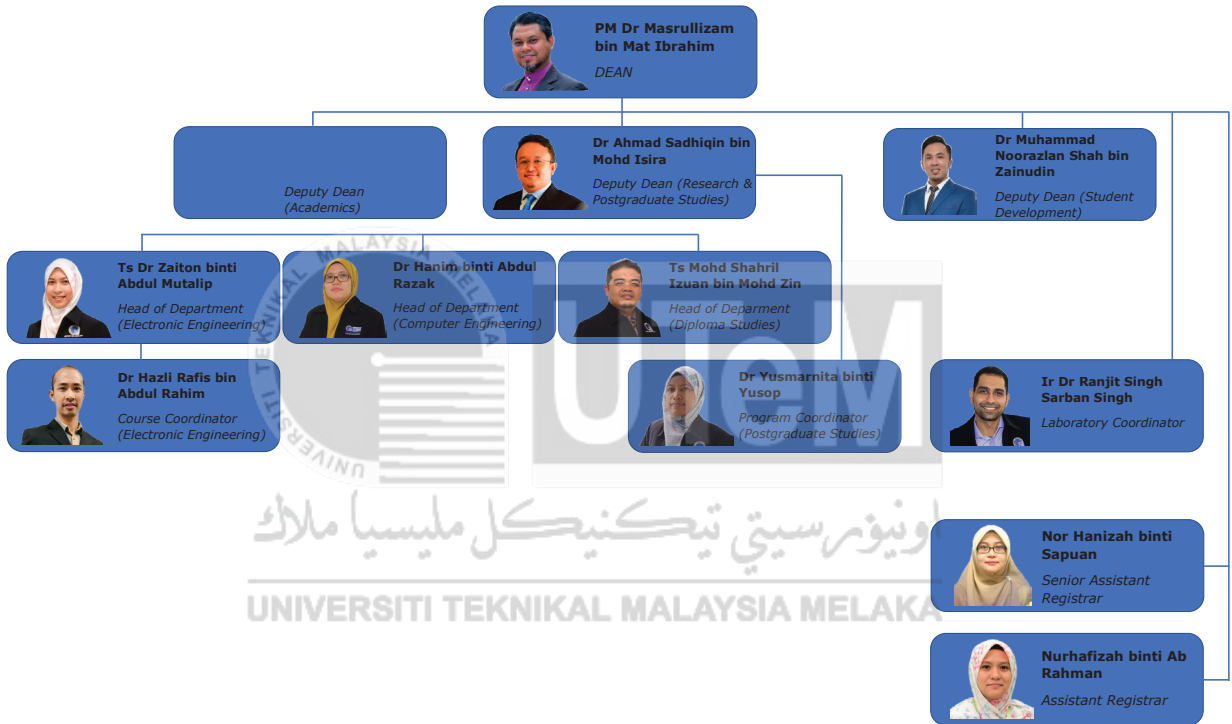 PM Dr Masrullizam
bin Mat Ibrahim
DEAN
Deputy Dean
(Academics)
Dr Ahmad Sadhiqin bin
Mohd Isira
Deputy Dean (Research &
Postgraduate Studies)
Dr Muhammad
Noorazlan Shah bin
Zainudin
Deputy Dean (Student
Development)
Ts Dr Zaiton binti
Abdul Mutalip
Head of Department
(Electronic Engineering)
Dr Hanim binti Abdul
Razak
Head of Department
(Computer Engineering)
Ts Mohd Shahril
Izuan bin Mohd Zin
Head of Deparment
(Diploma Studies)
Dr Hazli Rafis bin
Abdul Rahim
Course Coordinator
(Electronic Engineering)
Dr Yusmarnita binti
Yusop
Program Coordinator
(Postgraduate Studies)
Ir Dr Ranjit Singh
Sarban Singh
Laboratory Coordinator
Nor Hanizah binti
Sapuan
Senior Assistant
Registrar
Nurhafizah binti Ab
Rahman
Assistant Registrar
UNIVERSITI TEKNIKAL MALAYSIA MELAKA
UTeM
اونيۏرسيتي تيكنيكل مليسيا ملاك
UNIVERSITI TEKNIKAL MALAYSIA MELAKA